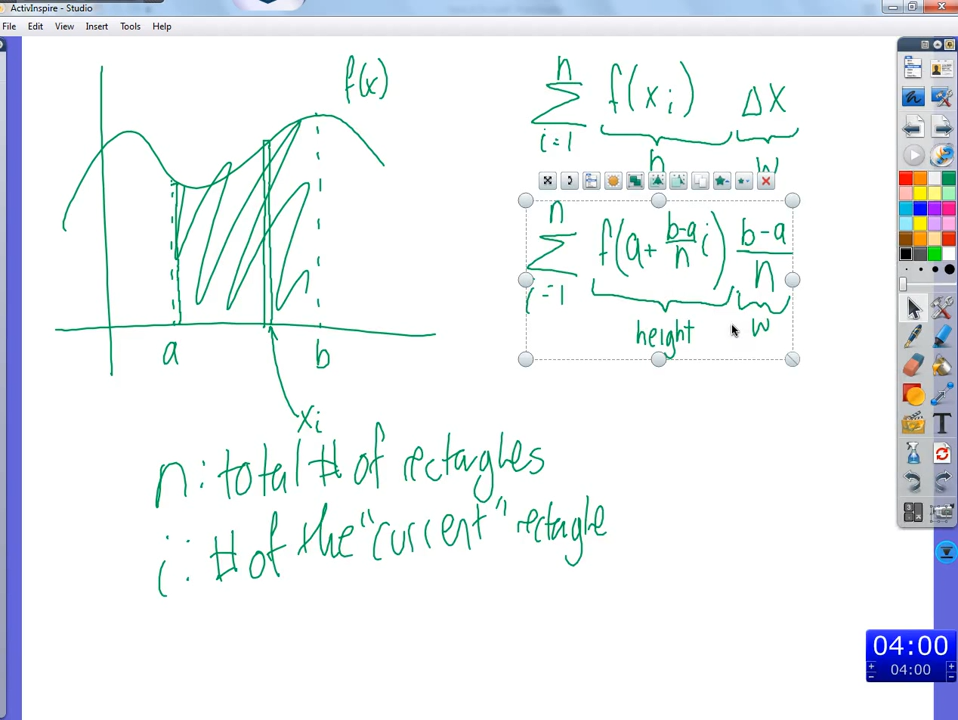 ActivInspire - Studio
File Edit View Insert Tools Help
f(x)
n
∑ f(xi) Δx
i=1
h w
n
∑ f(a+ b-a/n i) b-a/n
i=1
height w
a b
xi
n: total # of rectangles
i: # of the "current" rectagle
04:00
04:00